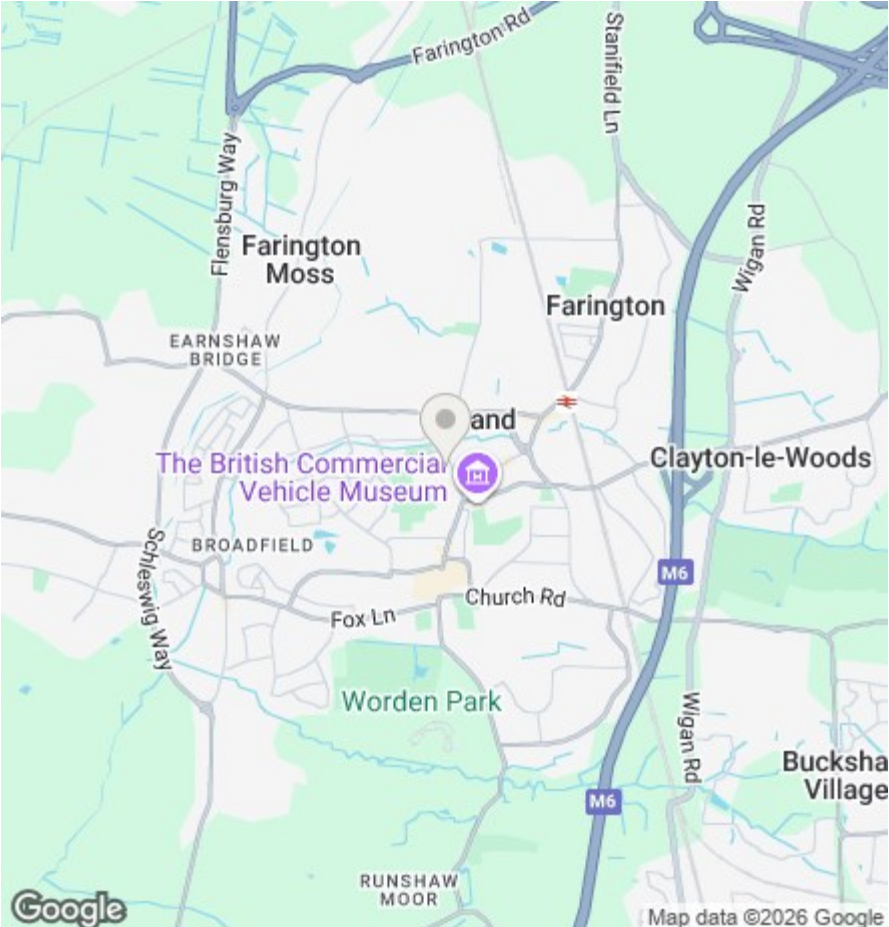 Farington Rd
Stanifield Ln
Flensburg Way
Wigan Rd
Farington
Moss
Farington
EARNSHAW
BRIDGE
and
The British Commercial
Vehicle Museum
Clayton-le-Woods
BROADFIELD
Schleswig Way
M6
Church Rd
Fox Ln
Worden Park
Wigan Rd
Bucksha
Village
M6
RUNSHAW
MOOR
Google
Map data ©2026 Google